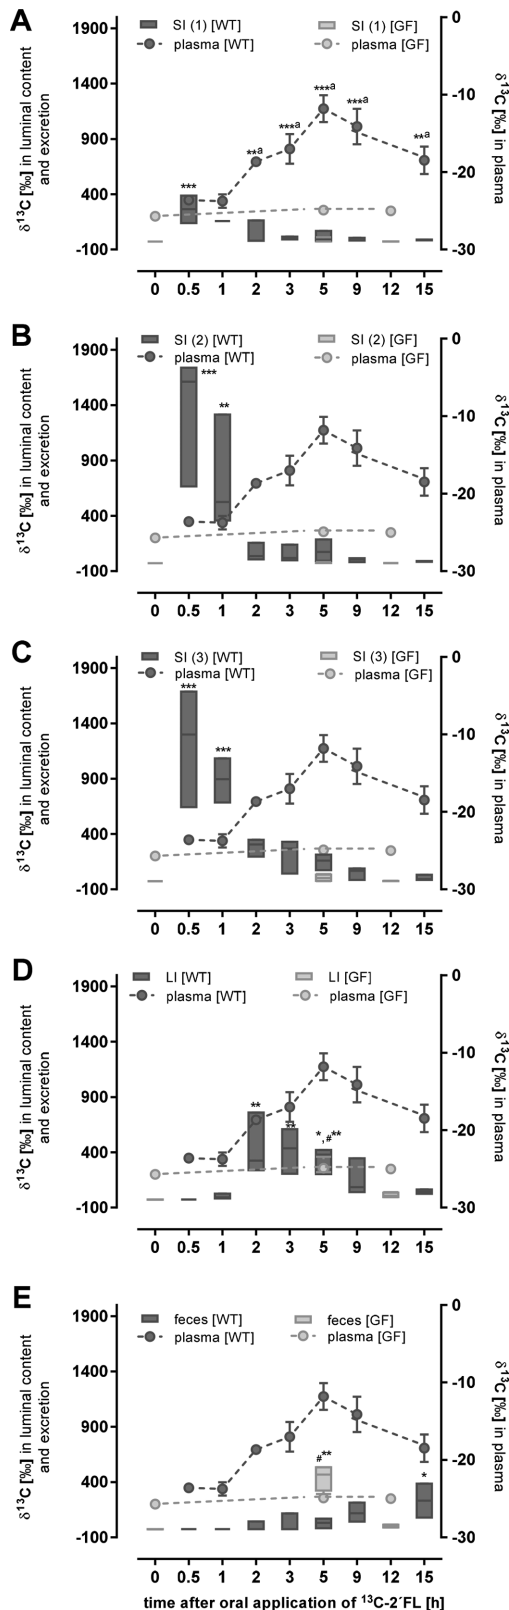 A
SI (1) [WT]
SI (1) [GF]
plasma [WT]
plasma [GF]
δ13C [‰] in luminal content
and excretion
δ13C [‰] in plasma
1900
1400
900
400
-100
0
-10
-20
-30
***
**a
***a
***a
***a
**a
0 0.5 1 2 3 5 9 12 15
B
SI (2) [WT]
SI (2) [GF]
plasma [WT]
plasma [GF]
δ13C [‰] in luminal content
and excretion
δ13C [‰] in plasma
1900
1400
900
400
-100
0
-10
-20
-30
***
**
0 0.5 1 2 3 5 9 12 15
C
SI (3) [WT]
SI (3) [GF]
plasma [WT]
plasma [GF]
δ13C [‰] in luminal content
and excretion
δ13C [‰] in plasma
1900
1400
900
400
-100
0
-10
-20
-30
***
***
0 0.5 1 2 3 5 9 12 15
D
LI [WT]
LI [GF]
plasma [WT]
plasma [GF]
δ13C [‰] in luminal content
and excretion
δ13C [‰] in plasma
1900
1400
900
400
-100
0
-10
-20
-30
**
**
*,#**
0 0.5 1 2 3 5 9 12 15
E
feces [WT]
feces [GF]
plasma [WT]
plasma [GF]
δ13C [‰] in luminal content
and excretion
δ13C [‰] in plasma
1900
1400
900
400
-100
0
-10
-20
-30
#**
*
0 0.5 1 2 3 5 9 12 15
time after oral application of 13C-2´FL [h]